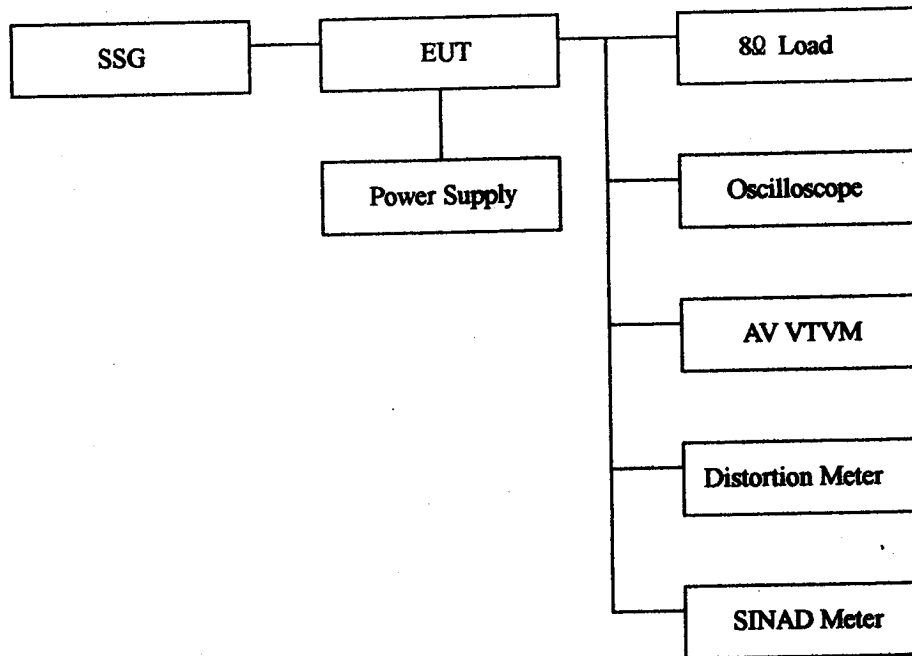 SSG
EUT
8Ω Load
Power Supply
Oscilloscope
AV VTVM
Distortion Meter
SINAD Meter